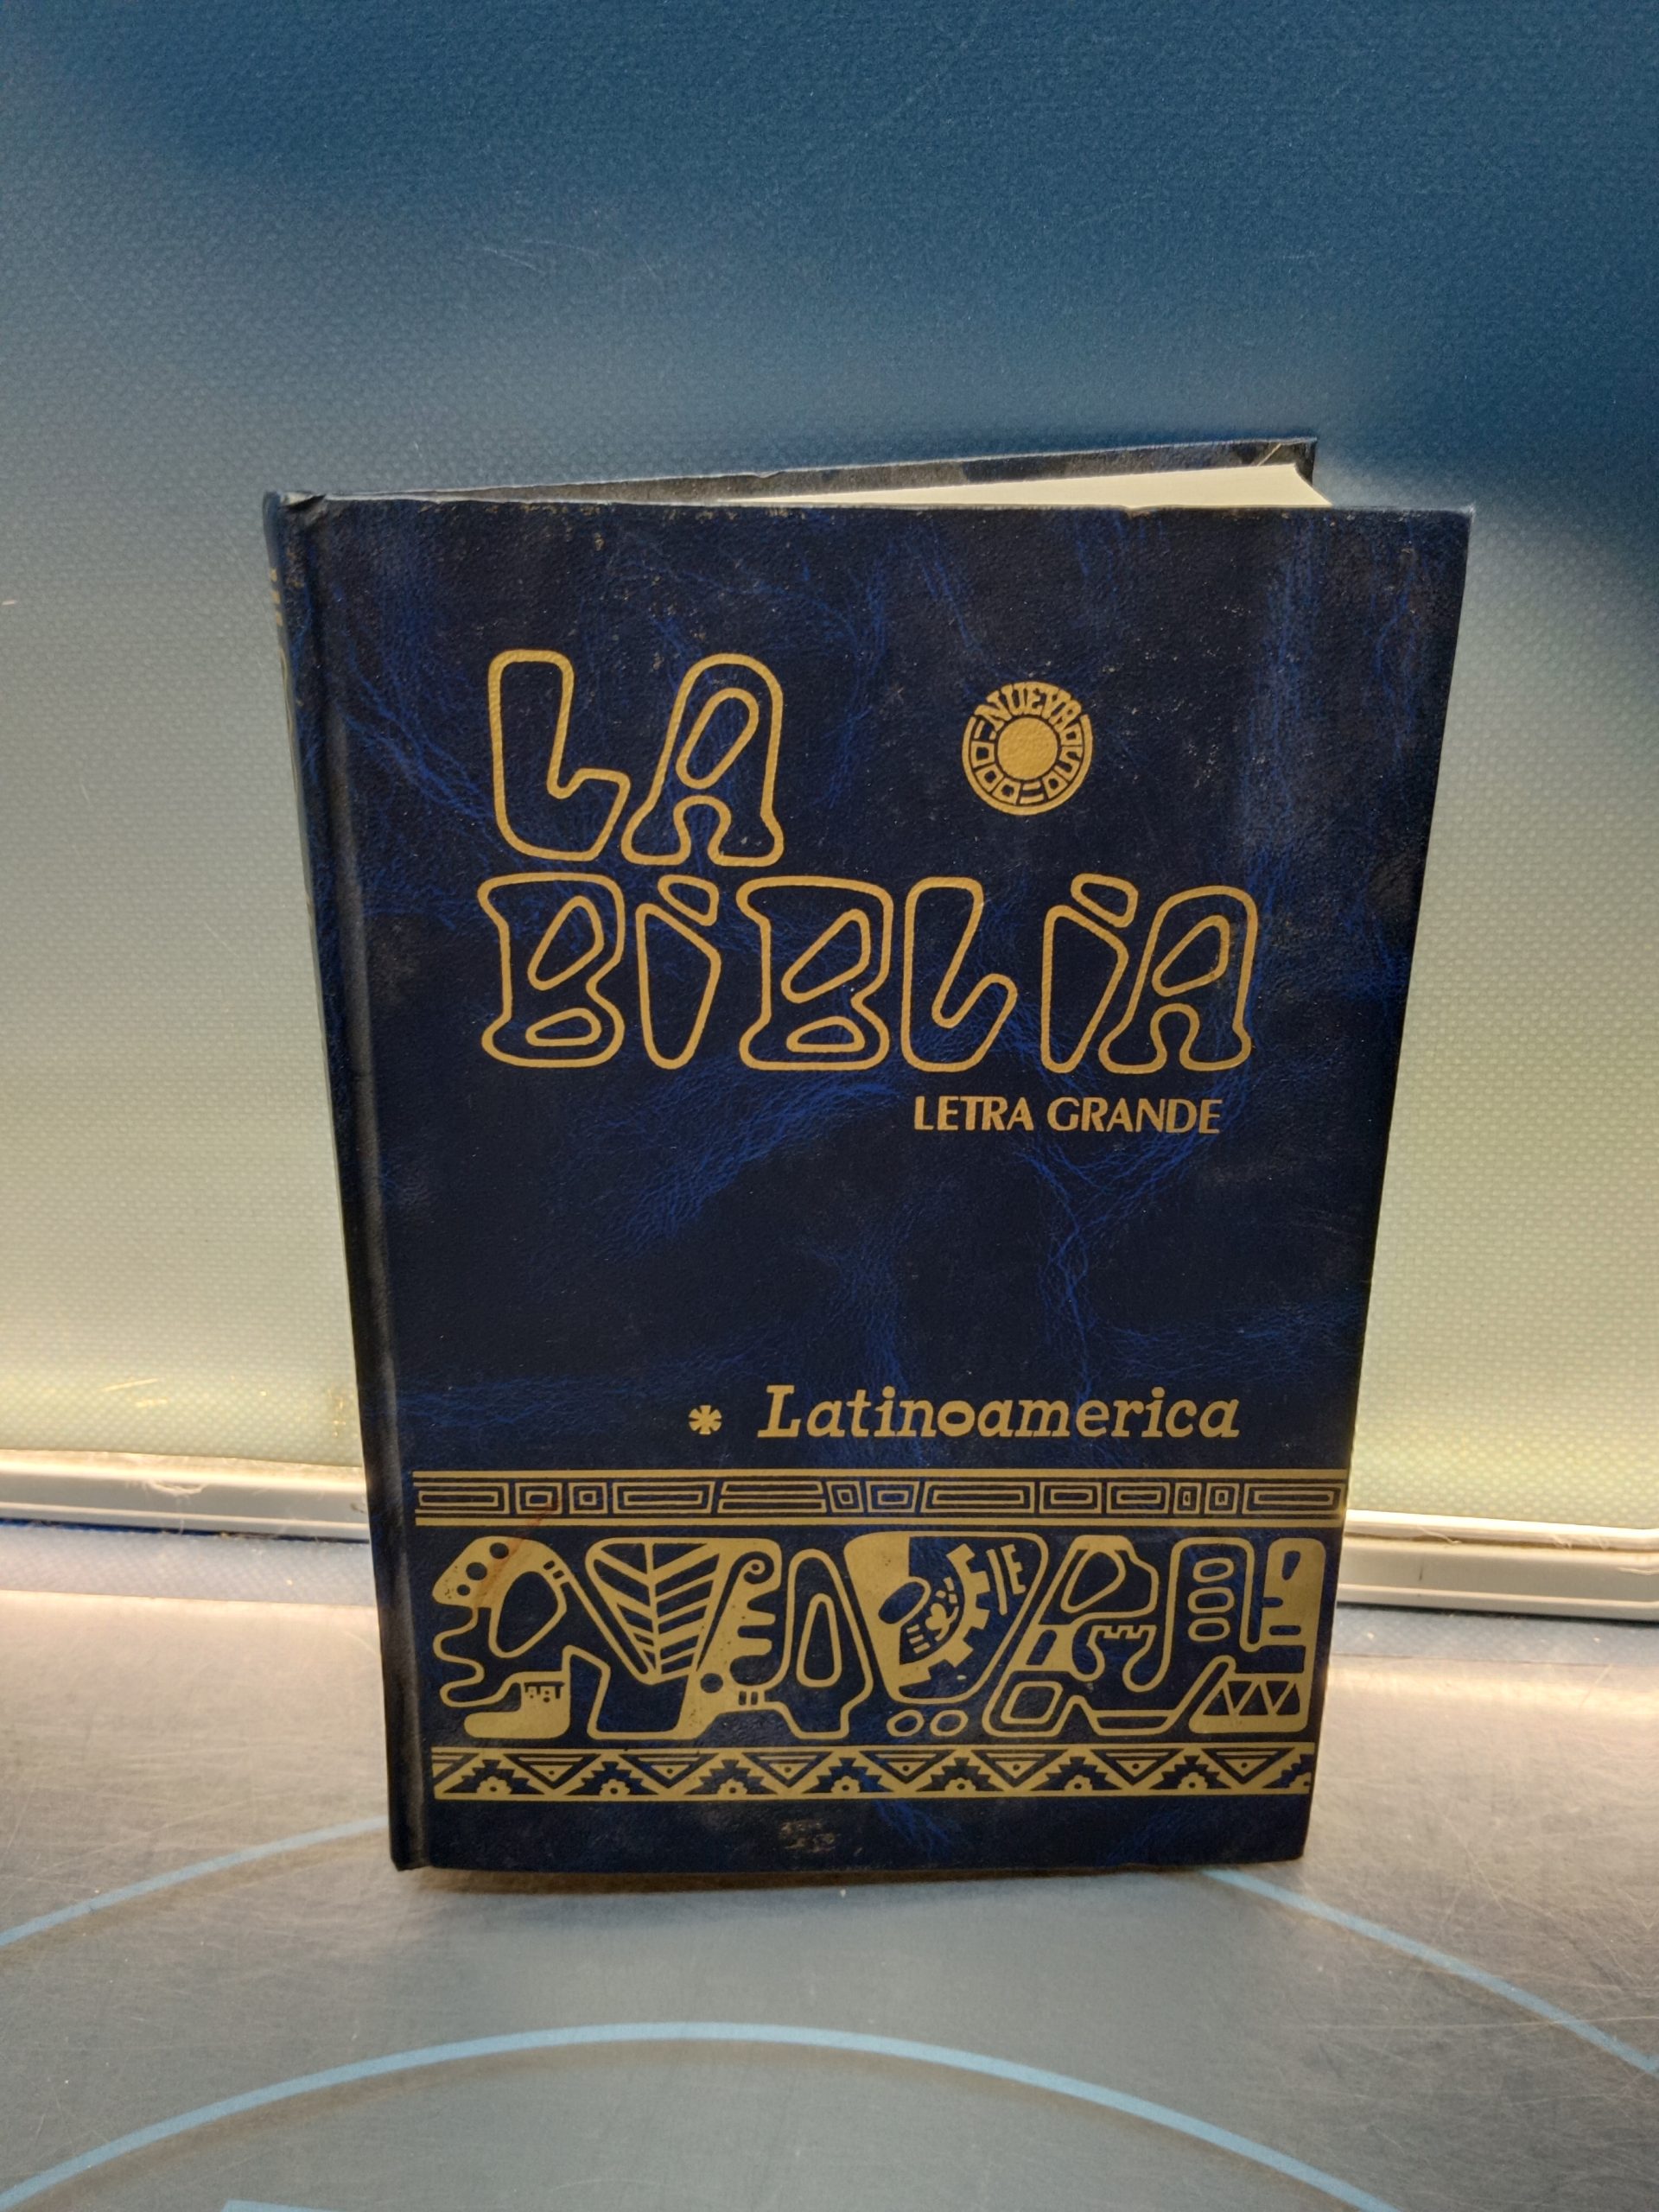 LA
NUEVA
BiBLiA
LETRA GRANDE
* Latinoamerica